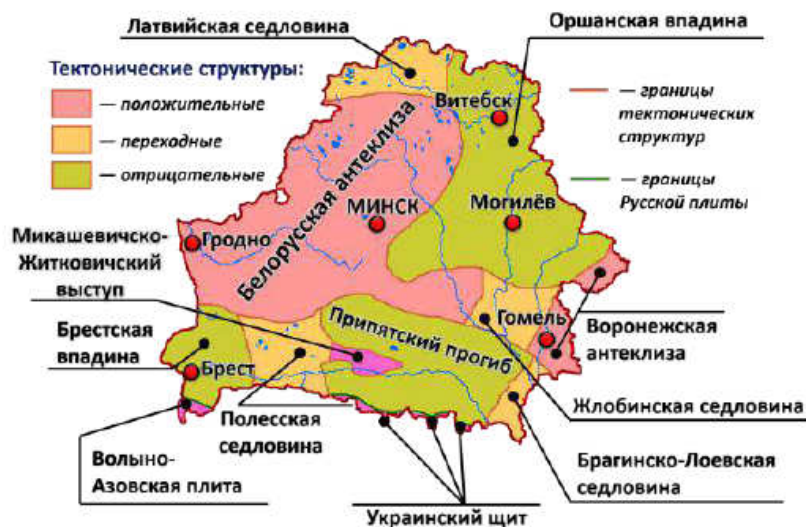 Латвийская седловина
Оршанская впадина
Тектонические структуры:
— положительные
— переходные
— отрицательные
— границы
тектонических
структур
— границы
Русской плиты
Витебск
Белорусская антеклиза
МИНСК
Могилёв
Гродно
Микашевичско-
Житковичский
выступ
Брестская
впадина
Брест
Припятский прогиб
Гомель
Воронежская
антеклиза
Жлобинская седловина
Полесская
седловина
Волыно-
Азовская плита
Украинский щит
Брагинско-Лоевская
седловина